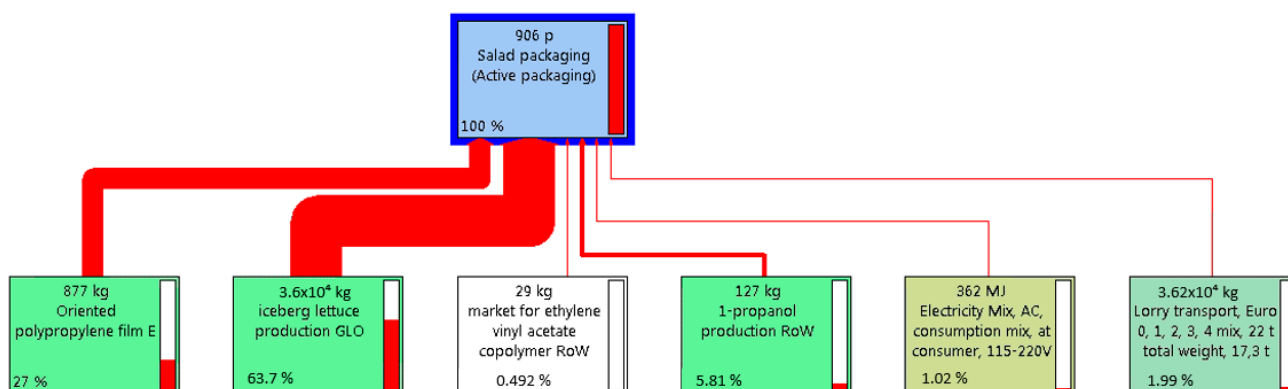 906 p
Salad packaging
(Active packaging)
100 %
877 kg
Oriented
polypropylene film E
27 %
3.6x10⁴ kg
iceberg lettuce
production GLO
63.7 %
29 kg
market for ethylene
vinyl acetate
copolymer RoW
0.492 %
127 kg
1-propanol
production RoW
5.81 %
362 MJ
Electricity Mix, AC,
consumption mix, at
consumer, 115-220V
1.02 %
3.62x10⁴ kg
Lorry transport, Euro
0, 1, 2, 3, 4 mix, 22 t
total weight, 17,3 t
1.99 %